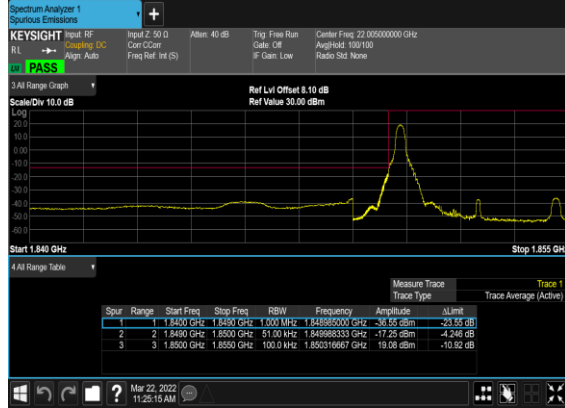 Spectrum Analyzer 1
Spurious Emissions
+
KEYSIGHT Input: RF Input Z: 50 Ω Atten: 40 dB Trig: Free Run Center Freq: 22.005000000 GHz
RL Coupling: DC Corr CCorr Gate: Off Avg|Hold: 100/100
Align: Auto Freq Ref: Int (S) IF Gain: Low Radio Std: None
PASS
3 All Range Graph Ref Lvl Offset 8.10 dB
Scale/Div 10.0 dB Ref Value 30.00 dBm
Log
20.0
10.0
0.00
-10.0
-20.0
-30.0
-40.0
-50.0
-60.0
Start 1.840 GHz Stop 1.855 GH
4 All Range Table
Measure Trace Trace 1
Trace Type Trace Average (Active)
Spur Range Start Freq Stop Freq RBW Frequency Amplitude ΔLimit
1 1 1.8400 GHz 1.8490 GHz 1.000 MHz 1.848985000 GHz -36.55 dBm -23.55 dB
2 2 1.8490 GHz 1.8500 GHz 51.00 kHz 1.849988333 GHz -17.25 dBm -4.246 dB
3 3 1.8500 GHz 1.8550 GHz 100.0 kHz 1.850316667 GHz 19.08 dBm -10.92 dB
? Mar 22, 2022
11:25:15 AM